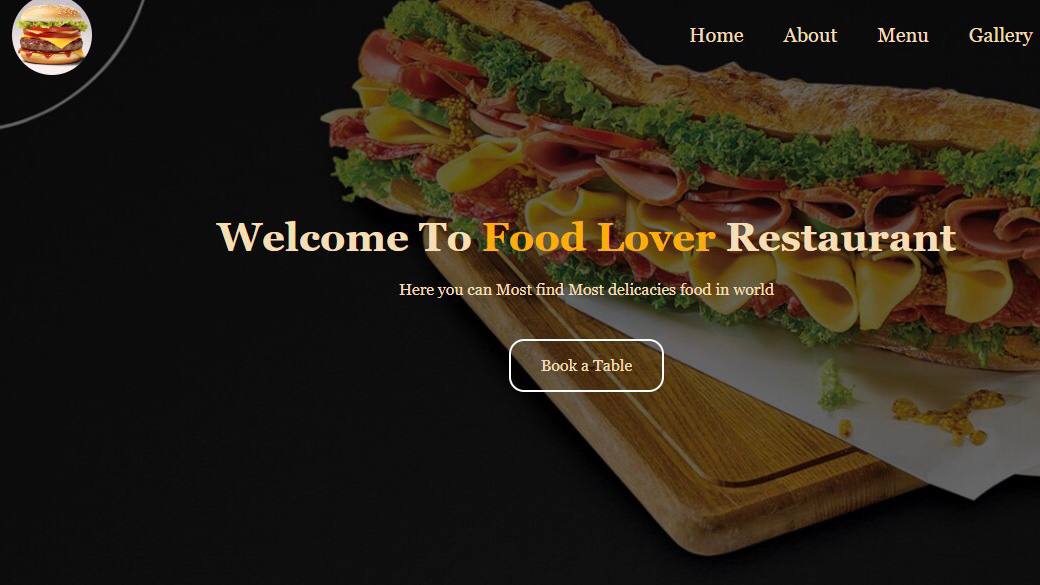 Home About Menu Gallery
Welcome To Food Lover Restaurant
Here you can Most find Most delicacies food in world
Book a Table